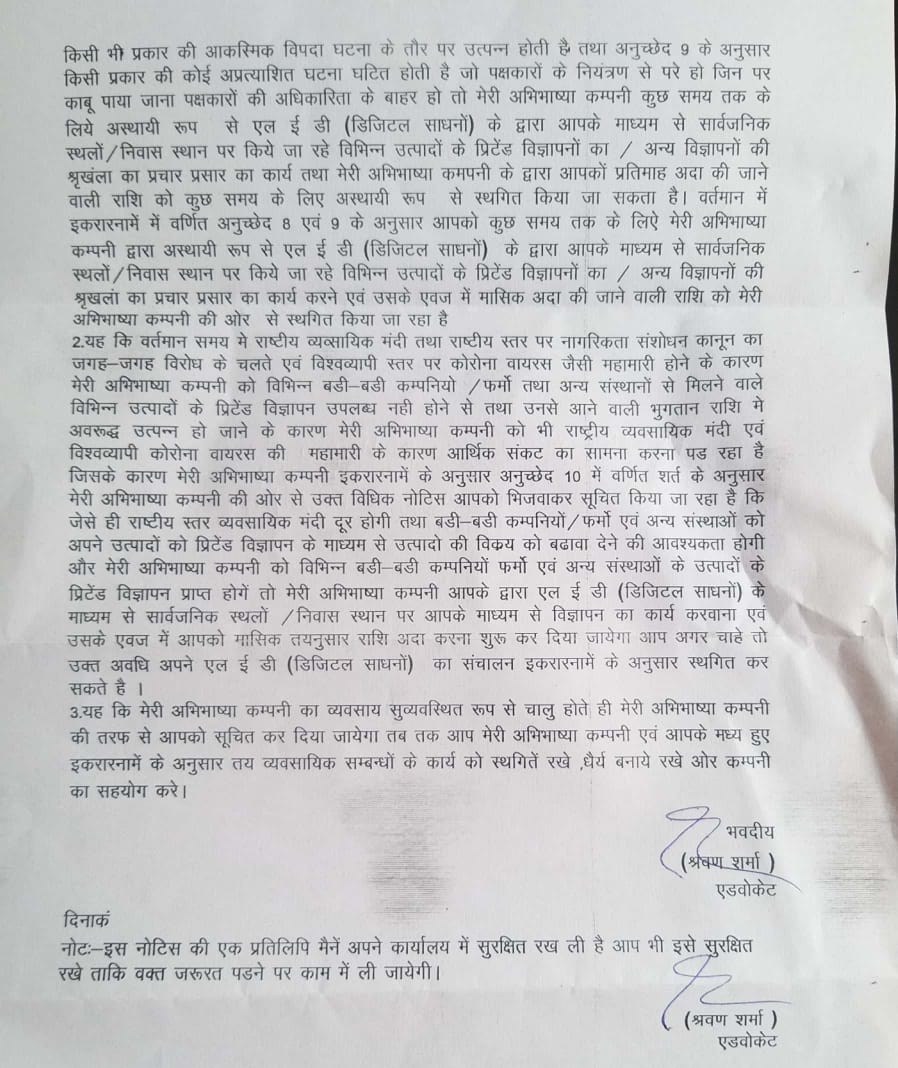 किसी भी प्रकार की आकस्मिक विपदा घटना के तौर पर उत्पन्न होती है, तथा अनुच्छेद 9 के अनुसार
किसी प्रकार की कोई अप्रत्याशित घटना घटित होती है जो पक्षकारों के नियंत्रण से परे हो जिन पर
काबू पाया जाना पक्षकारों की अधिकारिता के बाहर हो तो मेरी अभिभाष्या कम्पनी कुछ समय तक के
लिये अस्थायी रूप से एल ई डी (डिजिटल साधनों) के द्वारा आपके माध्यम से सार्वजनिक
स्थलों/निवास स्थान पर किये जा रहे विभिन्न उत्पादों के प्रिटेंड विज्ञापनों का / अन्य विज्ञापनों की
श्रृखंला का प्रचार प्रसार का कार्य तथा मेरी अभिभाष्या कमपनी के द्वारा आपकों प्रतिमाह अदा की जाने
वाली राशि को कुछ समय के लिए अस्थायी रूप से स्थगित किया जा सकता है। वर्तमान में
इकरारनामें में वर्णित अनुच्छेद 8 एवं 9 के अनुसार आपको कुछ समय तक के लिऐ मेरी अभिभाष्या
कम्पनी द्वारा अस्थायी रूप से एल ई डी (डिजिटल साधनों) के द्वारा आपके माध्यम से सार्वजनिक
स्थलों/निवास स्थान पर किये जा रहे विभिन्न उत्पादों के प्रिटेंड विज्ञापनों का / अन्य विज्ञापनों की
श्रृखलां का प्रचार प्रसार का कार्य करने एवं उसके एवज में मासिक अदा की जाने वाली राशि को मेरी
अभिभाष्या कम्पनी की ओर से स्थगित किया जा रहा है
2.यह कि वर्तमान समय मे राष्टीय व्यव्सायिक मंदी तथा राष्टीय स्तर पर नागरिकता संशोधन कानून का
जगह–जगह विरोध के चलते एवं विश्वव्यापी स्तर पर कोरोना वायरस जैसी महामारी होने के कारण
मेरी अभिभाष्या कम्पनी को विभिन्न बडी–बडी कम्पनियो /फर्मो तथा अन्य संस्थानों से मिलने वाले
विभिन्न उत्पादों के प्रिटेंड विज्ञापन उपलब्ध नही होने से तथा उनसे आने वाली भुगतान राशि मे
अवरूद्ध उत्पन्न हो जाने के कारण मेरी अभिभाष्या कम्पनी को भी राष्ट्रीय व्यवसायिक मंदी एवं
विश्वव्यापी कोरोना वायरस की महामारी के कारण आर्थिक संकट का सामना करना पड रहा है
जिसके कारण मेरी अभिभाष्या कम्पनी इकरारनामें के अनुसार अनुच्छेद 10 में वर्णित शर्त के अनुसार
मेरी अभिभाष्या कम्पनी की ओर से उक्त विधिक नोटिस आपको भिजवाकर सूचित किया जा रहा है कि
जेसे ही राष्टीय स्तर व्यवसायिक मंदी दूर होगी तथा बडी–बडी कम्पनियों/फर्मो एवं अन्य संस्थाओं को
अपने उत्पादों को प्रिटेंड विज्ञापन के माध्यम से उत्पादो की विकय को बढावा देने की आवश्यकता होगी
और मेरी अभिभाष्या कम्पनी को विभिन्न बडी–बडी कम्पनियों फर्मो एवं अन्य संस्थाओं के उत्पादों के
प्रिटेंड विज्ञापन प्राप्त होगें तो मेरी अभिभाष्या कम्पनी आपके द्वारा एल ई डी (डिजिटल साधनों) के
माध्यम से सार्वजनिक स्थलों /निवास स्थान पर आपके माध्यम से विज्ञापन का कार्य करवाना एवं
उसके एवज में आपको मासिक तयनुसार राशि अदा करना शुरू कर दिया जायेगा आप अगर चाहे तो
उक्त अवधि अपने एल ई डी (डिजिटल साधनों) का संचालन इकरारनामें के अनुसार स्थगित कर
सकते है ।
3.यह कि मेरी अभिभाष्या कम्पनी का व्यवसाय सुव्यवस्थित रूप से चालु होते ही मेरी अभिभाष्या कम्पनी
की तरफ से आपको सूचित कर दिया जायेगा तब तक आप मेरी अभिभाष्या कम्पनी एवं आपके मध्य हुए
इकरारनामें के अनुसार तय व्यवसायिक सम्बन्धों के कार्य को स्थगितें रखे ,धैर्य बनाये रखे ओर कम्पनी
का सहयोग करे।
भवदीय
(श्रवण शर्मा )
एडवोकेट
दिनाकं
नोटः–इस नोटिस की एक प्रतिलिपि मैनें अपने कार्यालय में सुरक्षित रख ली है आप भी इसे सुरक्षित
रखे ताकि वक्त जरूरत पडने पर काम में ली जायेगी।
(श्रवण शर्मा )
एडवोकेट